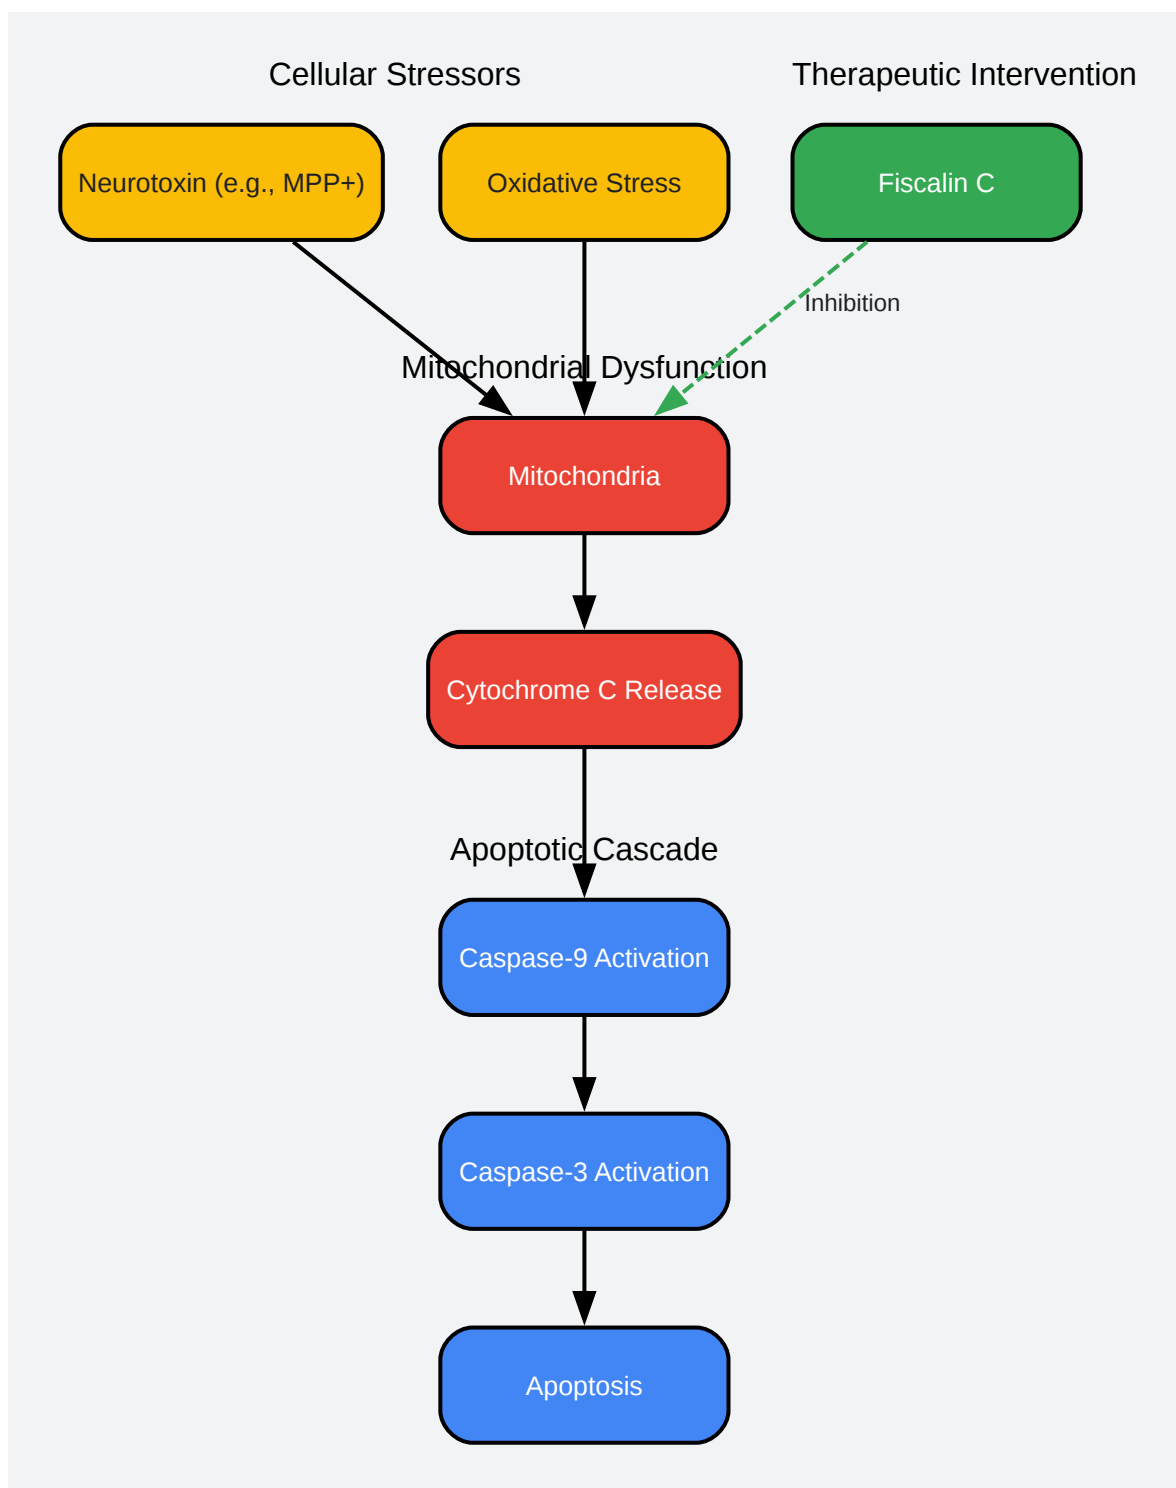 Cellular Stressors
Therapeutic Intervention
Neurotoxin (e.g., MPP+)
Oxidative Stress
Fiscalin C
Inhibition
Mitochondrial Dysfunction
Mitochondria
Cytochrome C Release
Apoptotic Cascade
Caspase-9 Activation
Caspase-3 Activation
Apoptosis